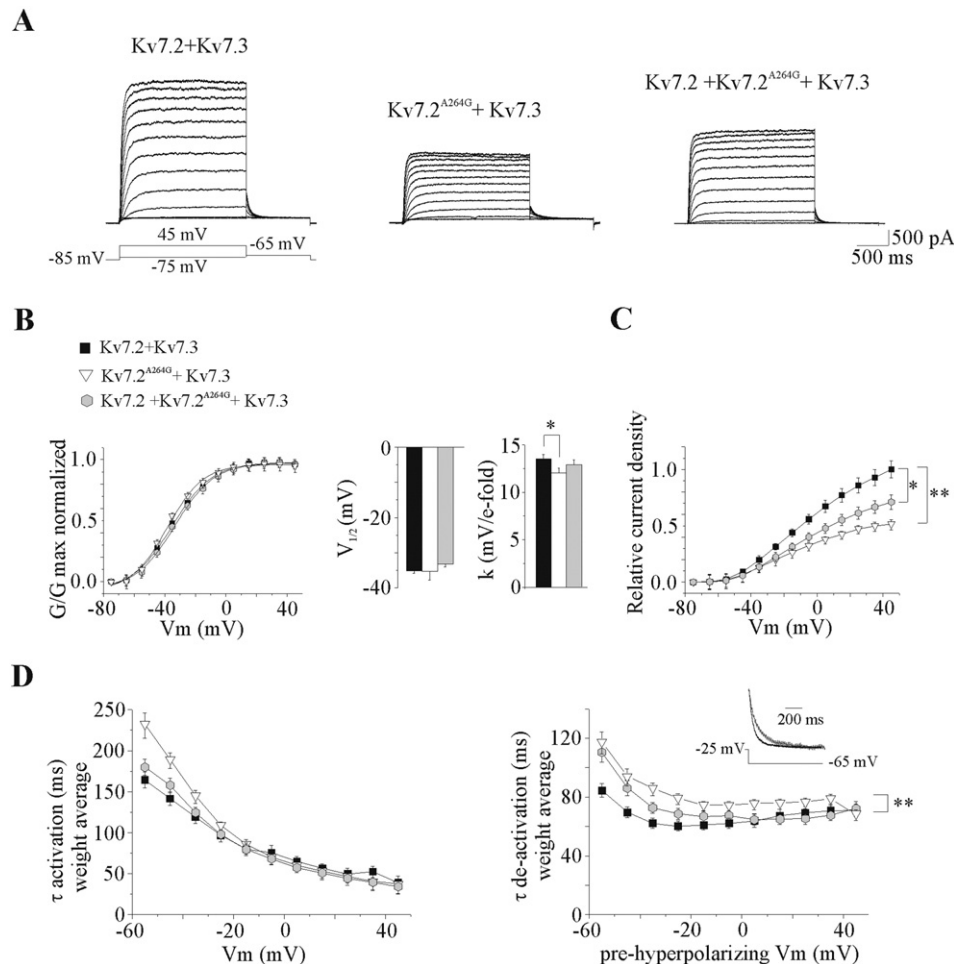 A
Kv7.2+Kv7.3
Kv7.2A264G+ Kv7.3
Kv7.2 +Kv7.2A264G+ Kv7.3
45 mV
-65 mV
-85 mV
-75 mV
500 pA
500 ms
B
Kv7.2+Kv7.3
Kv7.2A264G+ Kv7.3
Kv7.2 +Kv7.2A264G+ Kv7.3
G/G max normalized
1.0
0.5
0.0
-80
-40
0
40
Vm (mV)
V1/2 (mV)
0
-20
-40
k (mV/e-fold)
15
10
5
0
*
C
Relative current density
1.0
0.5
0.0
-80
-40
0
40
Vm (mV)
*
**
D
τ activation (ms)
weight average
250
200
150
100
50
0
-60
-40
-20
0
20
40
Vm (mV)
τ de-activation (ms)
weight average
120
80
40
0
-60
-40
-20
0
20
40
pre-hyperpolarizing Vm (mV)
200 ms
-25 mV
-65 mV
**